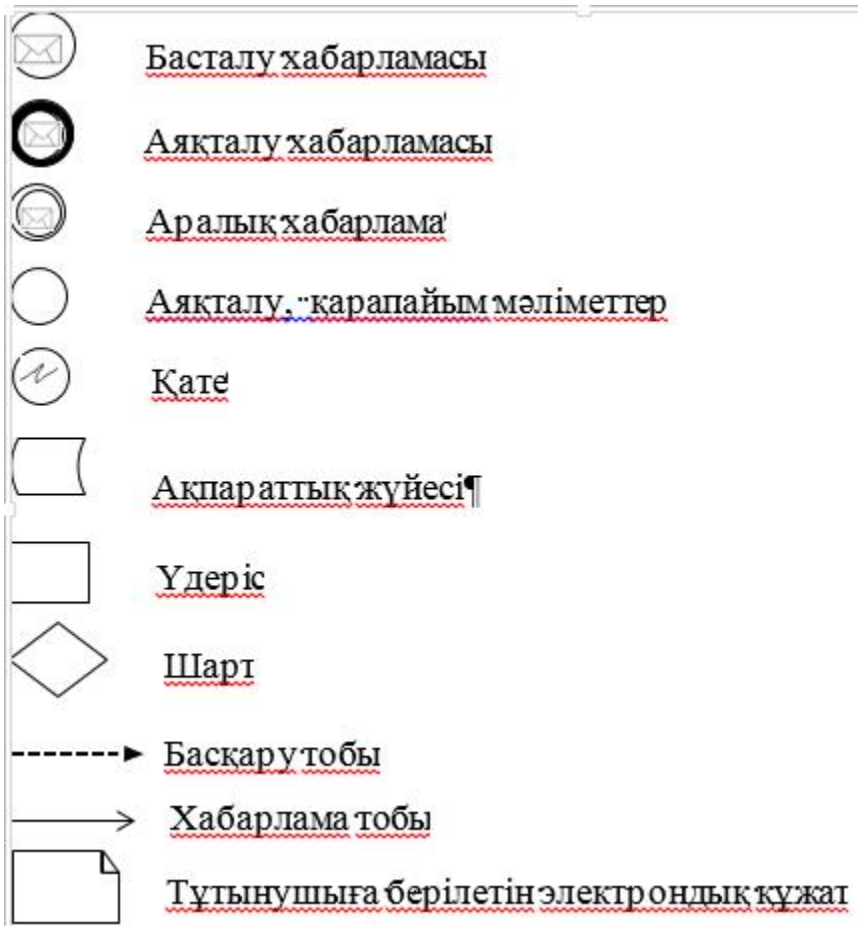 Басталу хабарламасы
Аяқталу хабарламасы
Аралық хабарлама
Аяқталу, қарапайым мәліметтер
Қате
Ақпараттық жүйесі¶
Үдеріс
Шарт
Басқару тобы
Хабарлама тобы
Тұтынушыға берілетін электрондық құжат